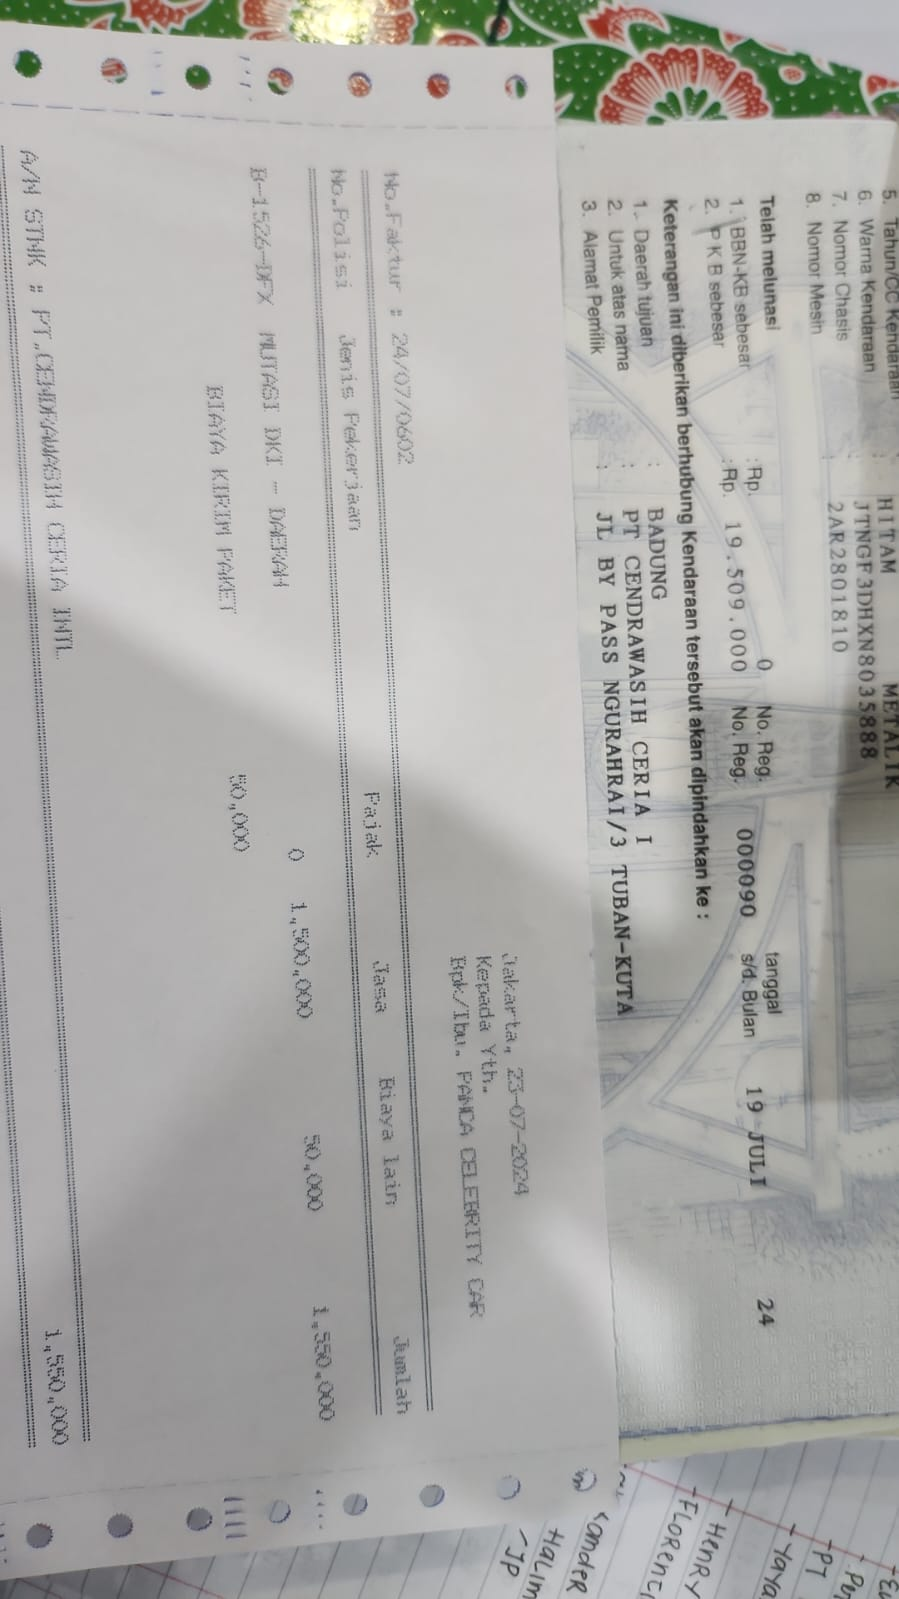 5. Tahun/CC Kendaraan :
6. Warna Kendaraan : HITAM METALIK
7. Nomor Chasis JTNGF3DHXN8035888
8. Nomor Mesin 2AR2801810
Telah melunasi
1. BBN-KB sebesar : Rp. 0 No. Reg. tanggal
2. P K B sebesar : Rp. 19.509.000 No. Reg. 000090 s/d. Bulan 19 JULI 24
Keterangan ini diberikan berhubung Kendaraan tersebut akan dipindahkan ke :
1. Daerah tujuan : BADUNG
2. Untuk atas nama : PT CENDRAWASIH CERIA I
3. Alamat Pemilik : JL BY PASS NGURAHRAI/3 TUBAN-KUTA
Jakarta, 23-07-2024
Kepada Yth.
Bpk/Ibu. PANCA CELEBRITY CAR
No.Faktur : 24/07/0602
No.Polisi Jenis Pekerjaan Pajak Jasa Biaya lain Jumlah
B-1526-DFX MUTASI DKI - DAERAH 0 1,500,000 50,000 1,550,000
BIAYA KIRIM PAKET 50,000
A/N STNK : PT.CENDRAWASIH CERIA INTL 1,550,000
kander
HALIM
-JP
-FLORENCI
- HENRY
- Yaya
-PT